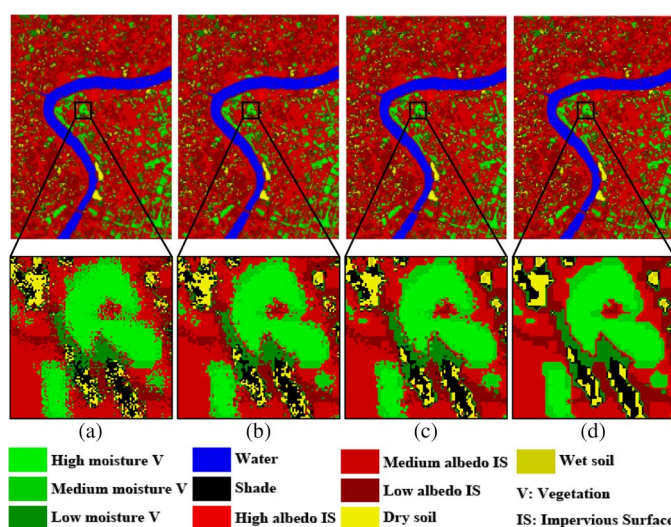 (a) (b) (c) (d)
High moisture V Water Medium albedo IS Wet soil
Medium moisture V Shade Low albedo IS V: Vegetation
Low moisture V High albedo IS Dry soil IS: Impervious Surface